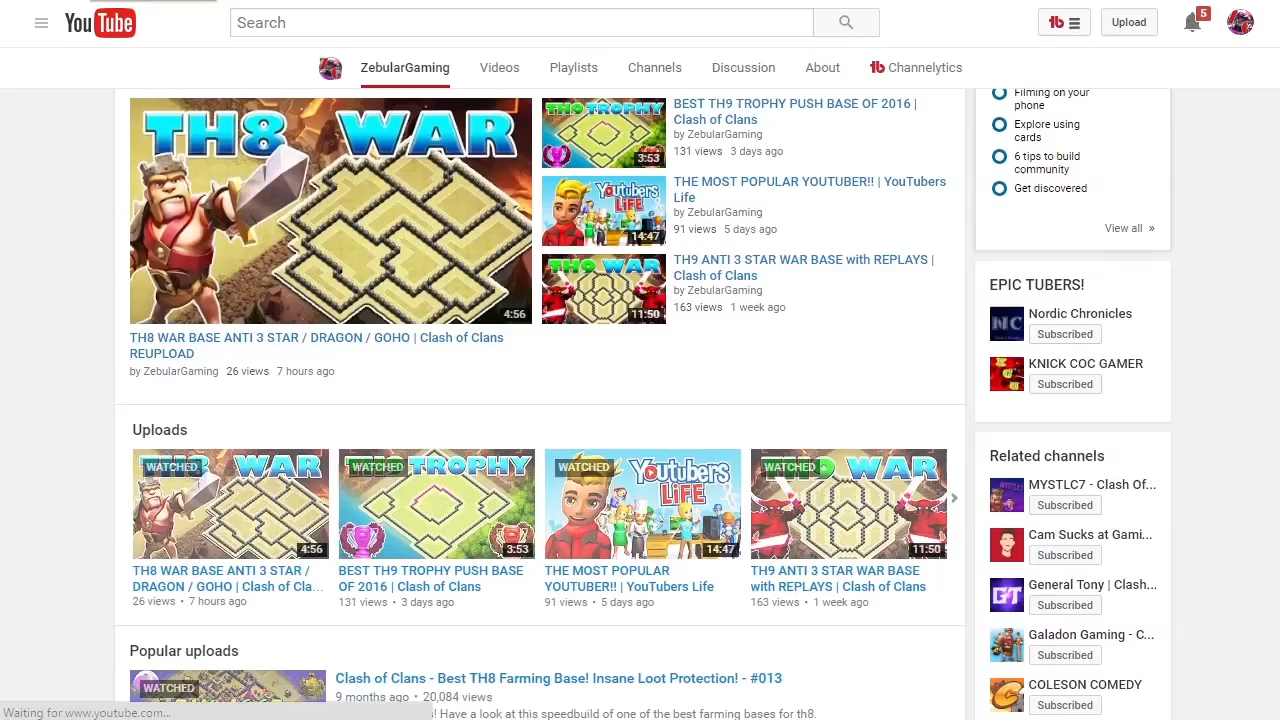 YouTube
Search
Upload
5
ZebularGaming
Videos
Playlists
Channels
Discussion
About
Channelytics
TH8 WAR
4:56
TH8 WAR BASE ANTI 3 STAR / DRAGON / GOHO | Clash of Clans
REUPLOAD
by ZebularGaming 26 views 7 hours ago
TH9 TROPHY
3:53
BEST TH9 TROPHY PUSH BASE OF 2016 |
Clash of Clans
by ZebularGaming
131 views 3 days ago
Youtubers
Life
14:47
THE MOST POPULAR YOUTUBER!! | YouTubers
Life
by ZebularGaming
91 views 5 days ago
TH9 WAR
11:50
TH9 ANTI 3 STAR WAR BASE with REPLAYS |
Clash of Clans
by ZebularGaming
163 views 1 week ago
Filming on your
phone
Explore using
cards
6 tips to build
community
Get discovered
View all »
EPIC TUBERS!
NC
Nordic Chronicles
Subscribed
KNICK COC GAMER
Subscribed
Uploads
WATCHED
WAR
4:56
TH8 WAR BASE ANTI 3 STAR /
DRAGON / GOHO | Clash of Cla...
26 views • 7 hours ago
WATCHED
TROPHY
3:53
BEST TH9 TROPHY PUSH BASE
OF 2016 | Clash of Clans
131 views • 3 days ago
WATCHED
Youtubers
Life
14:47
THE MOST POPULAR
YOUTUBER!! | YouTubers Life
91 views • 5 days ago
WATCHED
WAR
11:50
TH9 ANTI 3 STAR WAR BASE
with REPLAYS | Clash of Clans
163 views • 1 week ago
Related channels
MYSTLC7 - Clash Of...
Subscribed
Cam Sucks at Gami...
Subscribed
GT
General Tony | Clash...
Subscribed
Galadon Gaming - C...
Subscribed
COLESON COMEDY
Subscribed
Popular uploads
WATCHED
Clash of Clans - Best TH8 Farming Base! Insane Loot Protection! - #013
9 months ago • 20,084 views
! Have a look at this speedbuild of one of the best farming bases for th8.
Waiting for www.youtube.com...